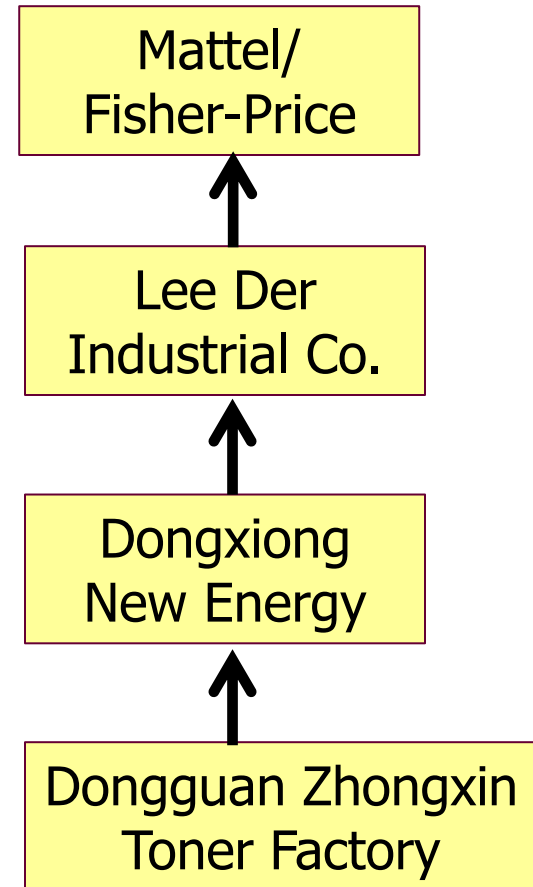 Mattel/
Fisher-Price
Lee Der
Industrial Co.
Dongxiong
New Energy
Dongguan Zhongxin
Toner Factory